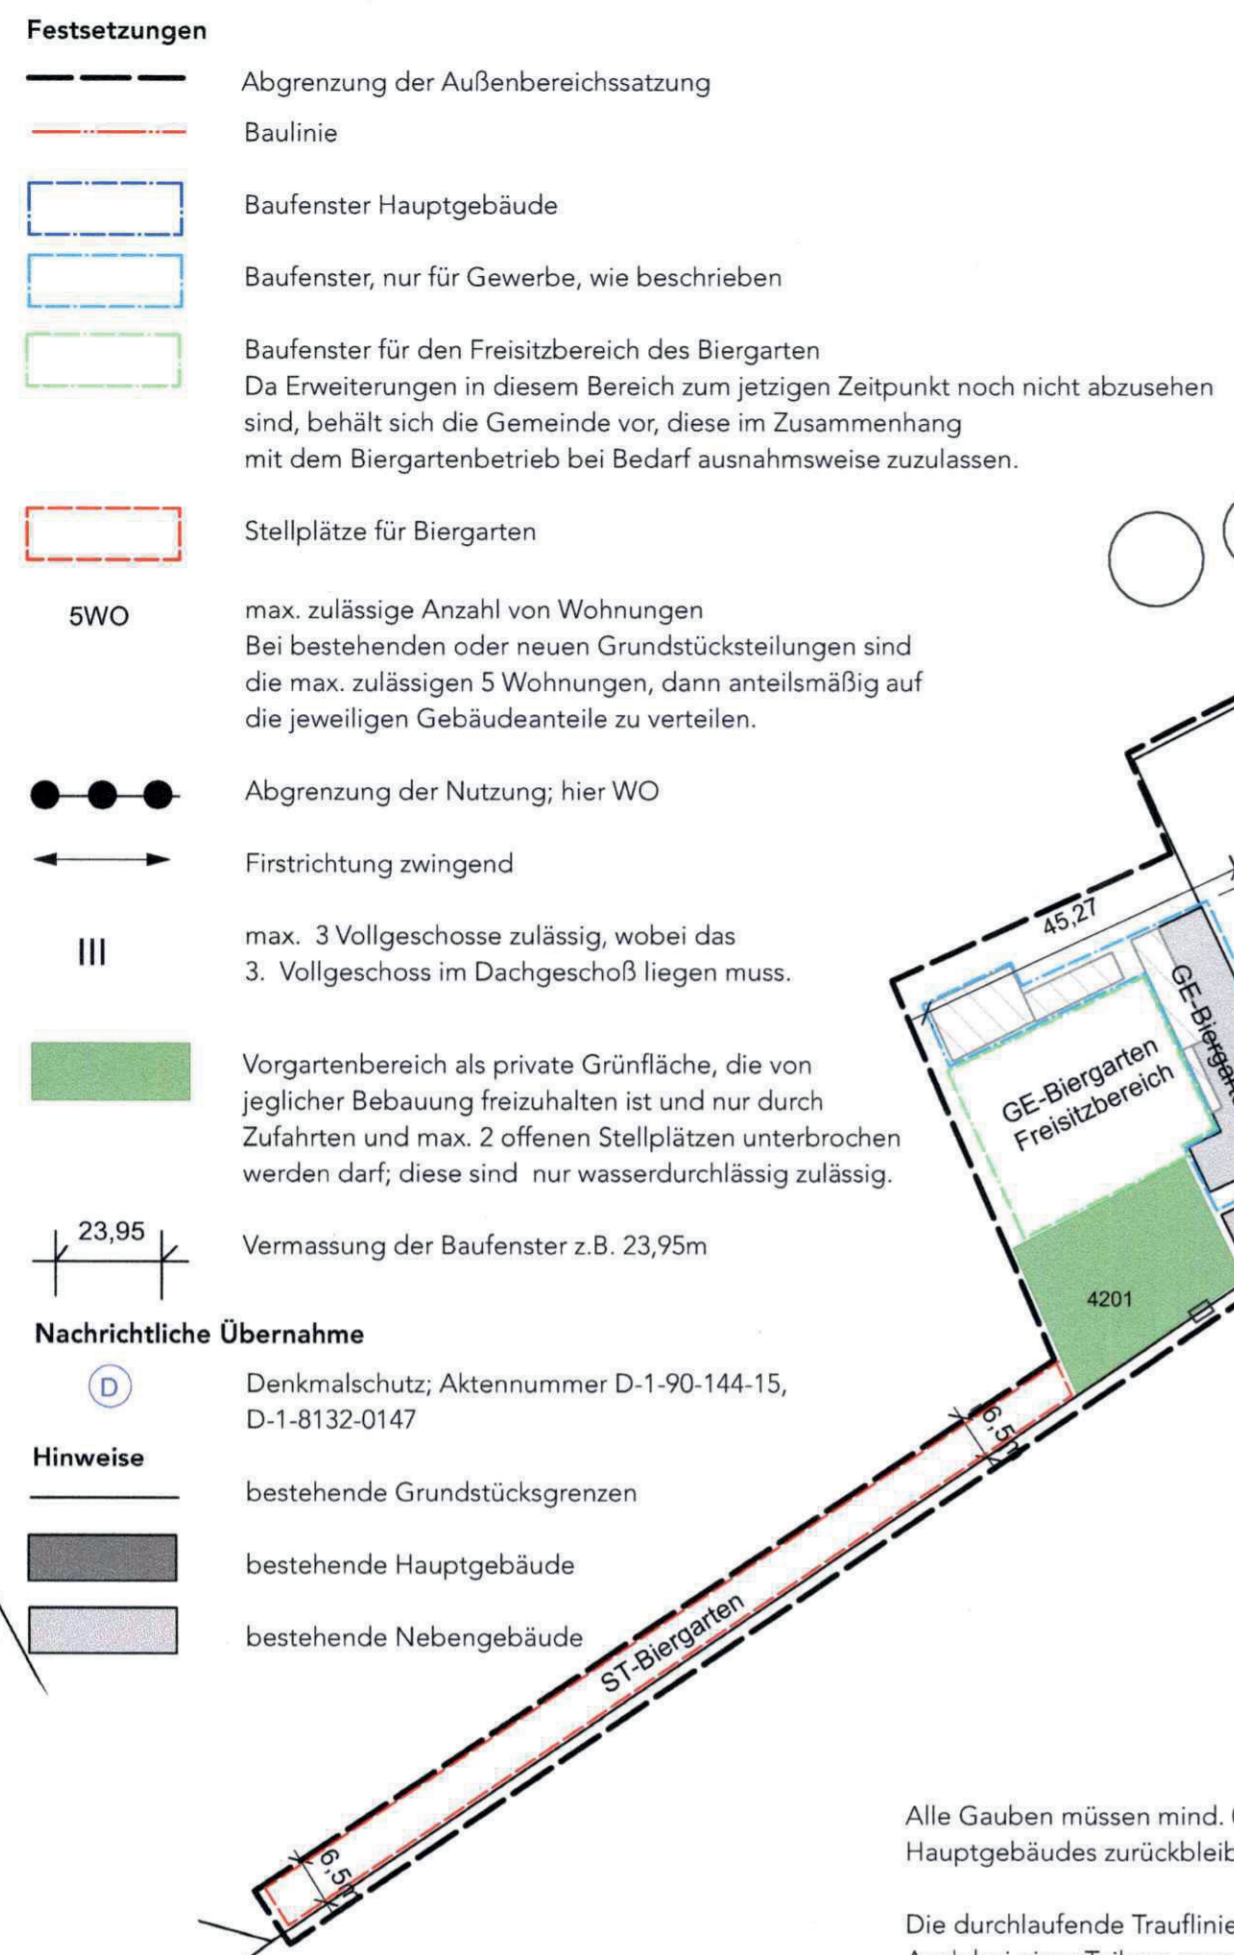 Festsetzungen
Abgrenzung der Außenbereichssatzung
Baulinie
Baufenster Hauptgebäude
Baufenster, nur für Gewerbe, wie beschrieben
Baufenster für den Freisitzbereich des Biergarten
Da Erweiterungen in diesem Bereich zum jetzigen Zeitpunkt noch nicht abzusehen
sind, behält sich die Gemeinde vor, diese im Zusammenhang
mit dem Biergartenbetrieb bei Bedarf ausnahmsweise zuzulassen.
Stellplätze für Biergarten
5WO
max. zulässige Anzahl von Wohnungen
Bei bestehenden oder neuen Grundstücksteilungen sind
die max. zulässigen 5 Wohnungen, dann anteilsmäßig auf
die jeweiligen Gebäudeanteile zu verteilen.
Abgrenzung der Nutzung; hier WO
Firstrichtung zwingend
III
max. 3 Vollgeschosse zulässig, wobei das
3. Vollgeschoss im Dachgeschoß liegen muss.
Vorgartenbereich als private Grünfläche, die von
jeglicher Bebauung freizuhalten ist und nur durch
Zufahrten und max. 2 offenen Stellplätzen unterbrochen
werden darf; diese sind nur wasserdurchlässig zulässig.
23,95
Vermassung der Baufenster z.B. 23,95m
Nachrichtliche Übernahme
D
Denkmalschutz; Aktennummer D-1-90-144-15,
D-1-8132-0147
Hinweise
bestehende Grundstücksgrenzen
bestehende Hauptgebäude
bestehende Nebengebäude
45,27
GE-Biergarten
Freisitzbereich
4201
6,5m
ST-Biergarten
6,5m
Alle Gauben müssen mind.
Hauptgebäudes
Die durchlaufende Trauflinie